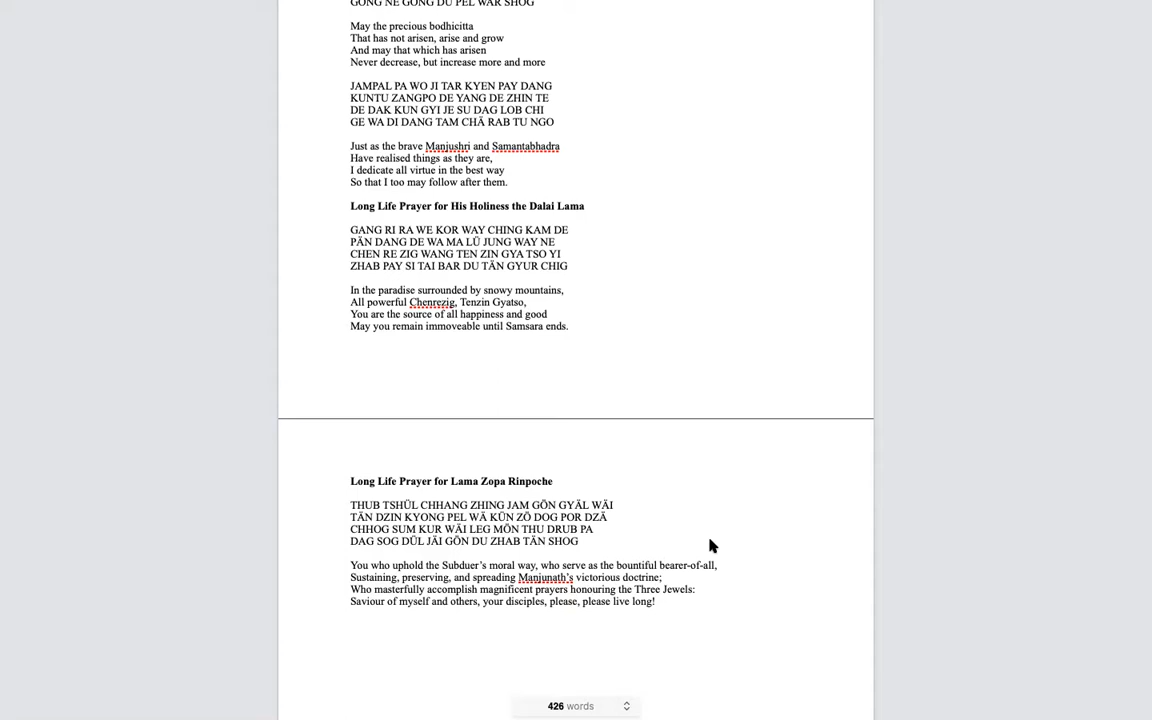 GONG NE GONG DU PEL WAR SHOG
May the precious bodhicitta
That has not arisen, arise and grow
And may that which has arisen
Never decrease, but increase more and more
JAMPAL PA WO JI TAR KYEN PAY DANG
KUNTU ZANGPO DE YANG DE ZHIN TE
DE DAK KUN GYI JE SU DAG LOB CHI
GE WA DI DANG TAM CHÄ RAB TU NGO
Just as the brave Manjushri and Samantabhadra
Have realised things as they are,
I dedicate all virtue in the best way
So that I too may follow after them.
Long Life Prayer for His Holiness the Dalai Lama
GANG RI RA WE KOR WAY CHING KAM DE
PÄN DANG DE WA MA LÜ JUNG WAY NE
CHEN RE ZIG WANG TEN ZIN GYA TSO YI
ZHAB PAY SI TAI BAR DU TÄN GYUR CHIG
In the paradise surrounded by snowy mountains,
All powerful Chenrezig, Tenzin Gyatso,
You are the source of all happiness and good
May you remain immoveable until Samsara ends.
Long Life Prayer for Lama Zopa Rinpoche
THUB TSHÜL CHHANG ZHING JAM GÖN GYÄL WÄI
TÄN DZIN KYONG PEL WÄ KÜN ZÖ DOG POR DZÄ
CHHOG SUM KUR WÄI LEG MÖN THU DRUB PA
DAG SOG DÜL JÄI GÖN DU ZHAB TÄN SHOG
You who uphold the Subduer's moral way, who serve as the bountiful bearer-of-all,
Sustaining, preserving, and spreading Manjunath's victorious doctrine;
Who masterfully accomplish magnificent prayers honouring the Three Jewels:
Saviour of myself and others, your disciples, please, please live long!
426 words